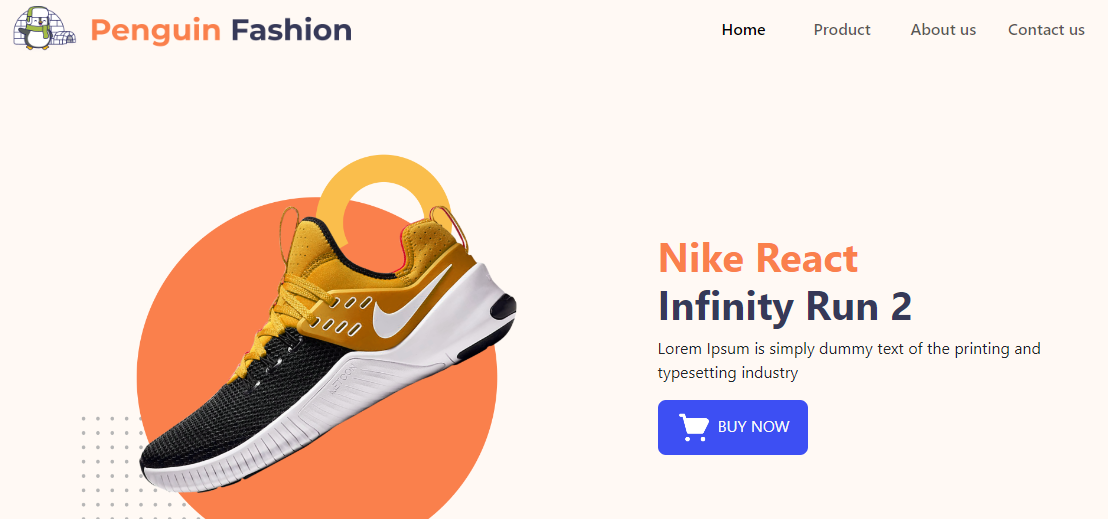 Penguin Fashion
Home Product About us Contact us
Nike React
Infinity Run 2
Lorem Ipsum is simply dummy text of the printing and
typesetting industry
BUY NOW